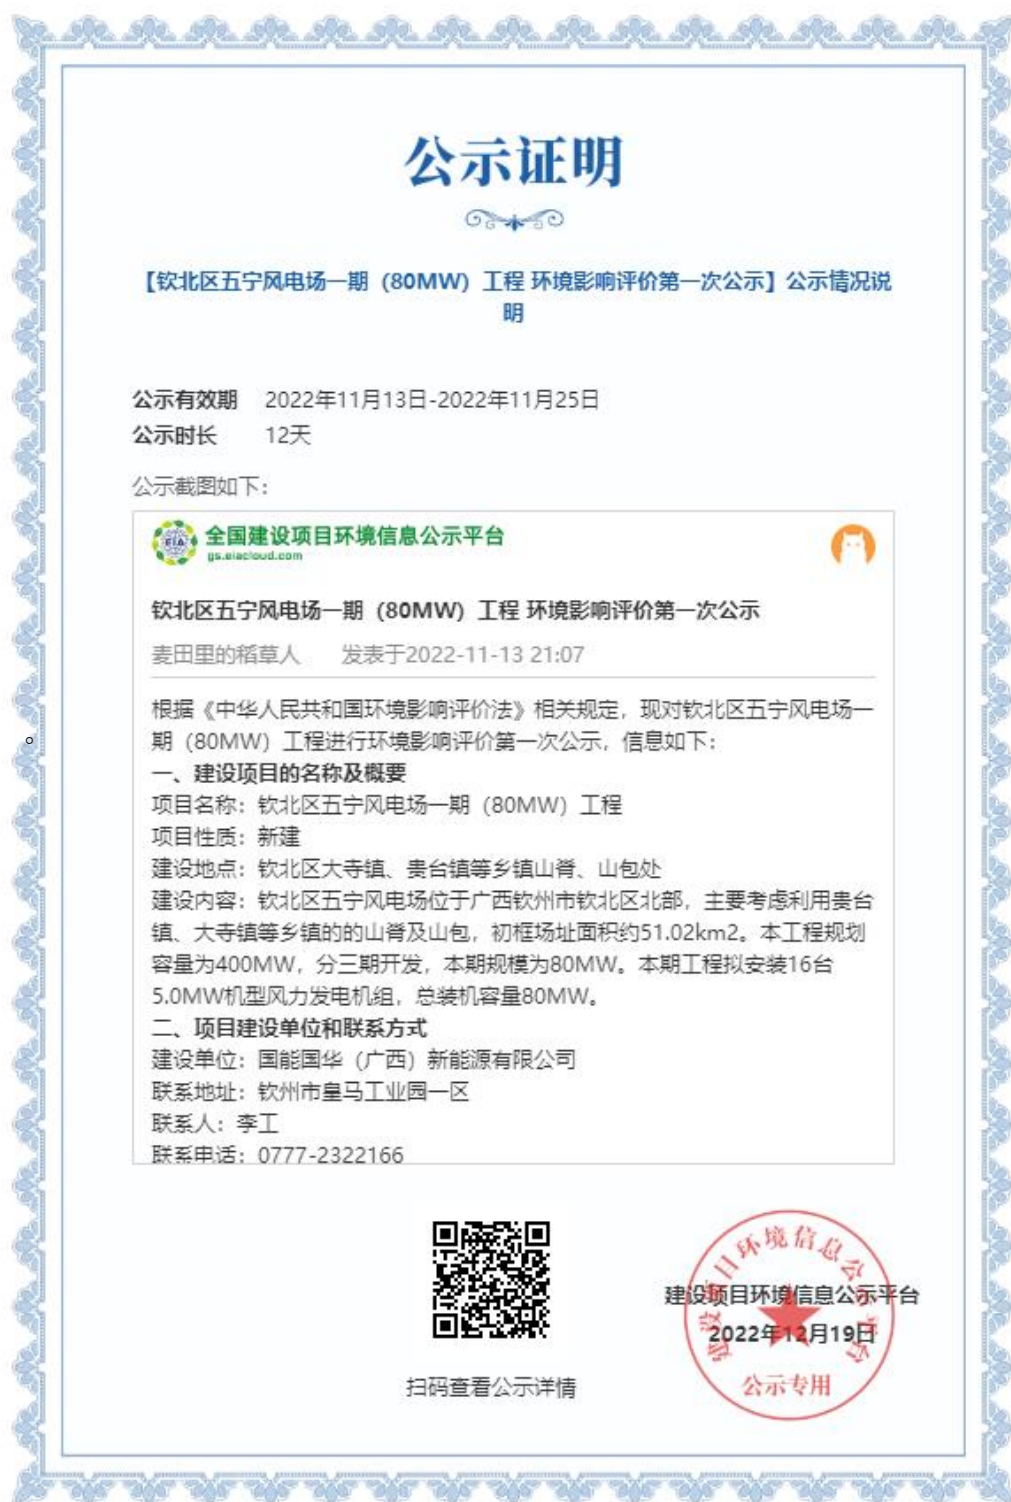 公示证明
【钦北区五宁风电场一期（80MW）工程 环境影响评价第一次公示】公示情况说
明
公示有效期 2022年11月13日-2022年11月25日
公示时长 12天
公示截图如下：
EIA
全国建设项目环境信息公示平台
gs.eiacloud.com
钦北区五宁风电场一期（80MW）工程 环境影响评价第一次公示
麦田里的稻草人 发表于2022-11-13 21:07
根据《中华人民共和国环境影响评价法》相关规定，现对钦北区五宁风电场一
期（80MW）工程进行环境影响评价第一次公示，信息如下：
一、建设项目的名称及概要
项目名称：钦北区五宁风电场一期（80MW）工程
项目性质：新建
建设地点：钦北区大寺镇、贵台镇等乡镇山脊、山包处
建设内容：钦北区五宁风电场位于广西钦州市钦北区北部，主要考虑利用贵台
镇、大寺镇等乡镇的的山脊及山包，初框场址面积约51.02km2。本工程规划
容量为400MW，分三期开发，本期规模为80MW。本期工程拟安装16台
5.0MW机型风力发电机组，总装机容量80MW。
二、项目建设单位和联系方式
建设单位：国能国华（广西）新能源有限公司
联系地址：钦州市皇马工业园一区
联系人：李工
联系电话：0777-2322166
扫码查看公示详情
建设项目环境信息公示平台
2022年12月19日
建设项目环境信息公示平台
公示专用